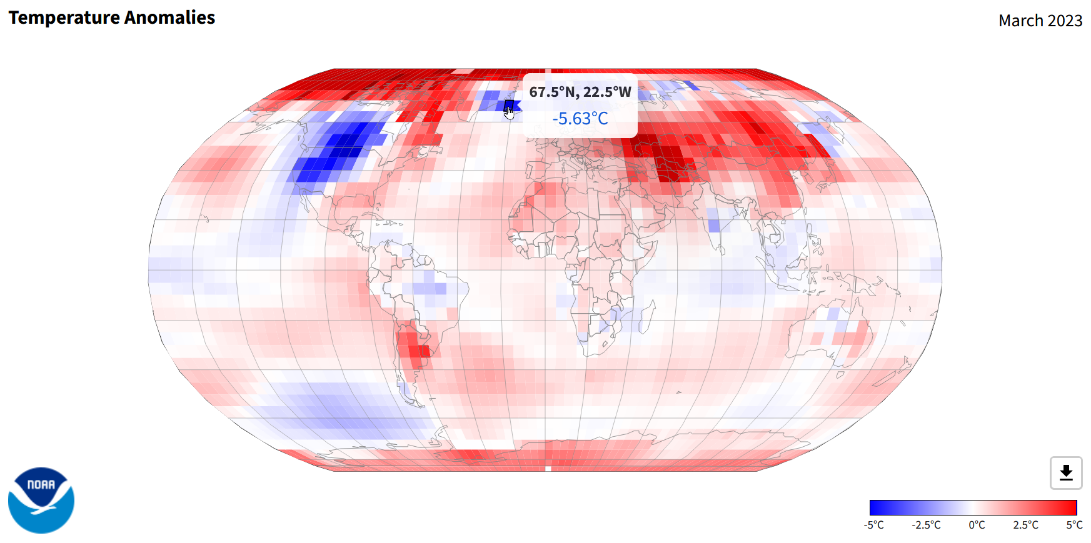 Temperature Anomalies
March 2023
67.5°N, 22.5°W
-5.63°C
NOAA
-5°C -2.5°C 0°C 2.5°C 5°C